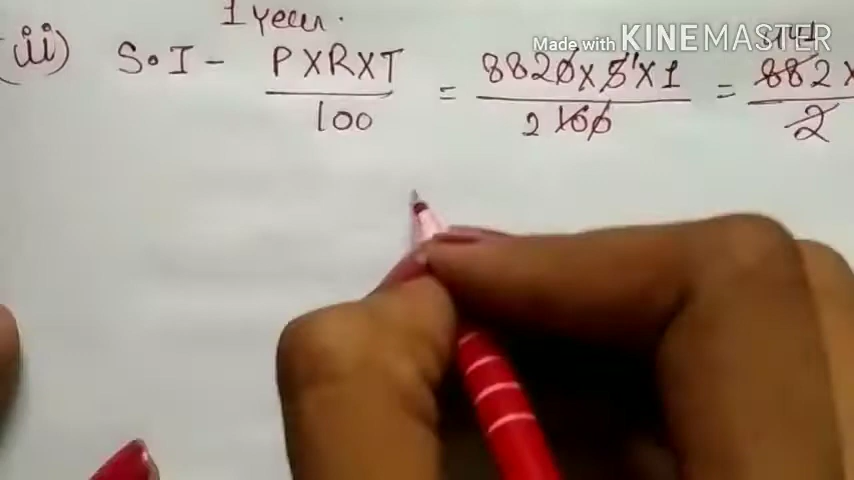 1 year.
Made with KINEMASTER
(ii) S.I - P X R X T / 100 = 8820 x 5 x 1 / 2 100 = 882 x / 2